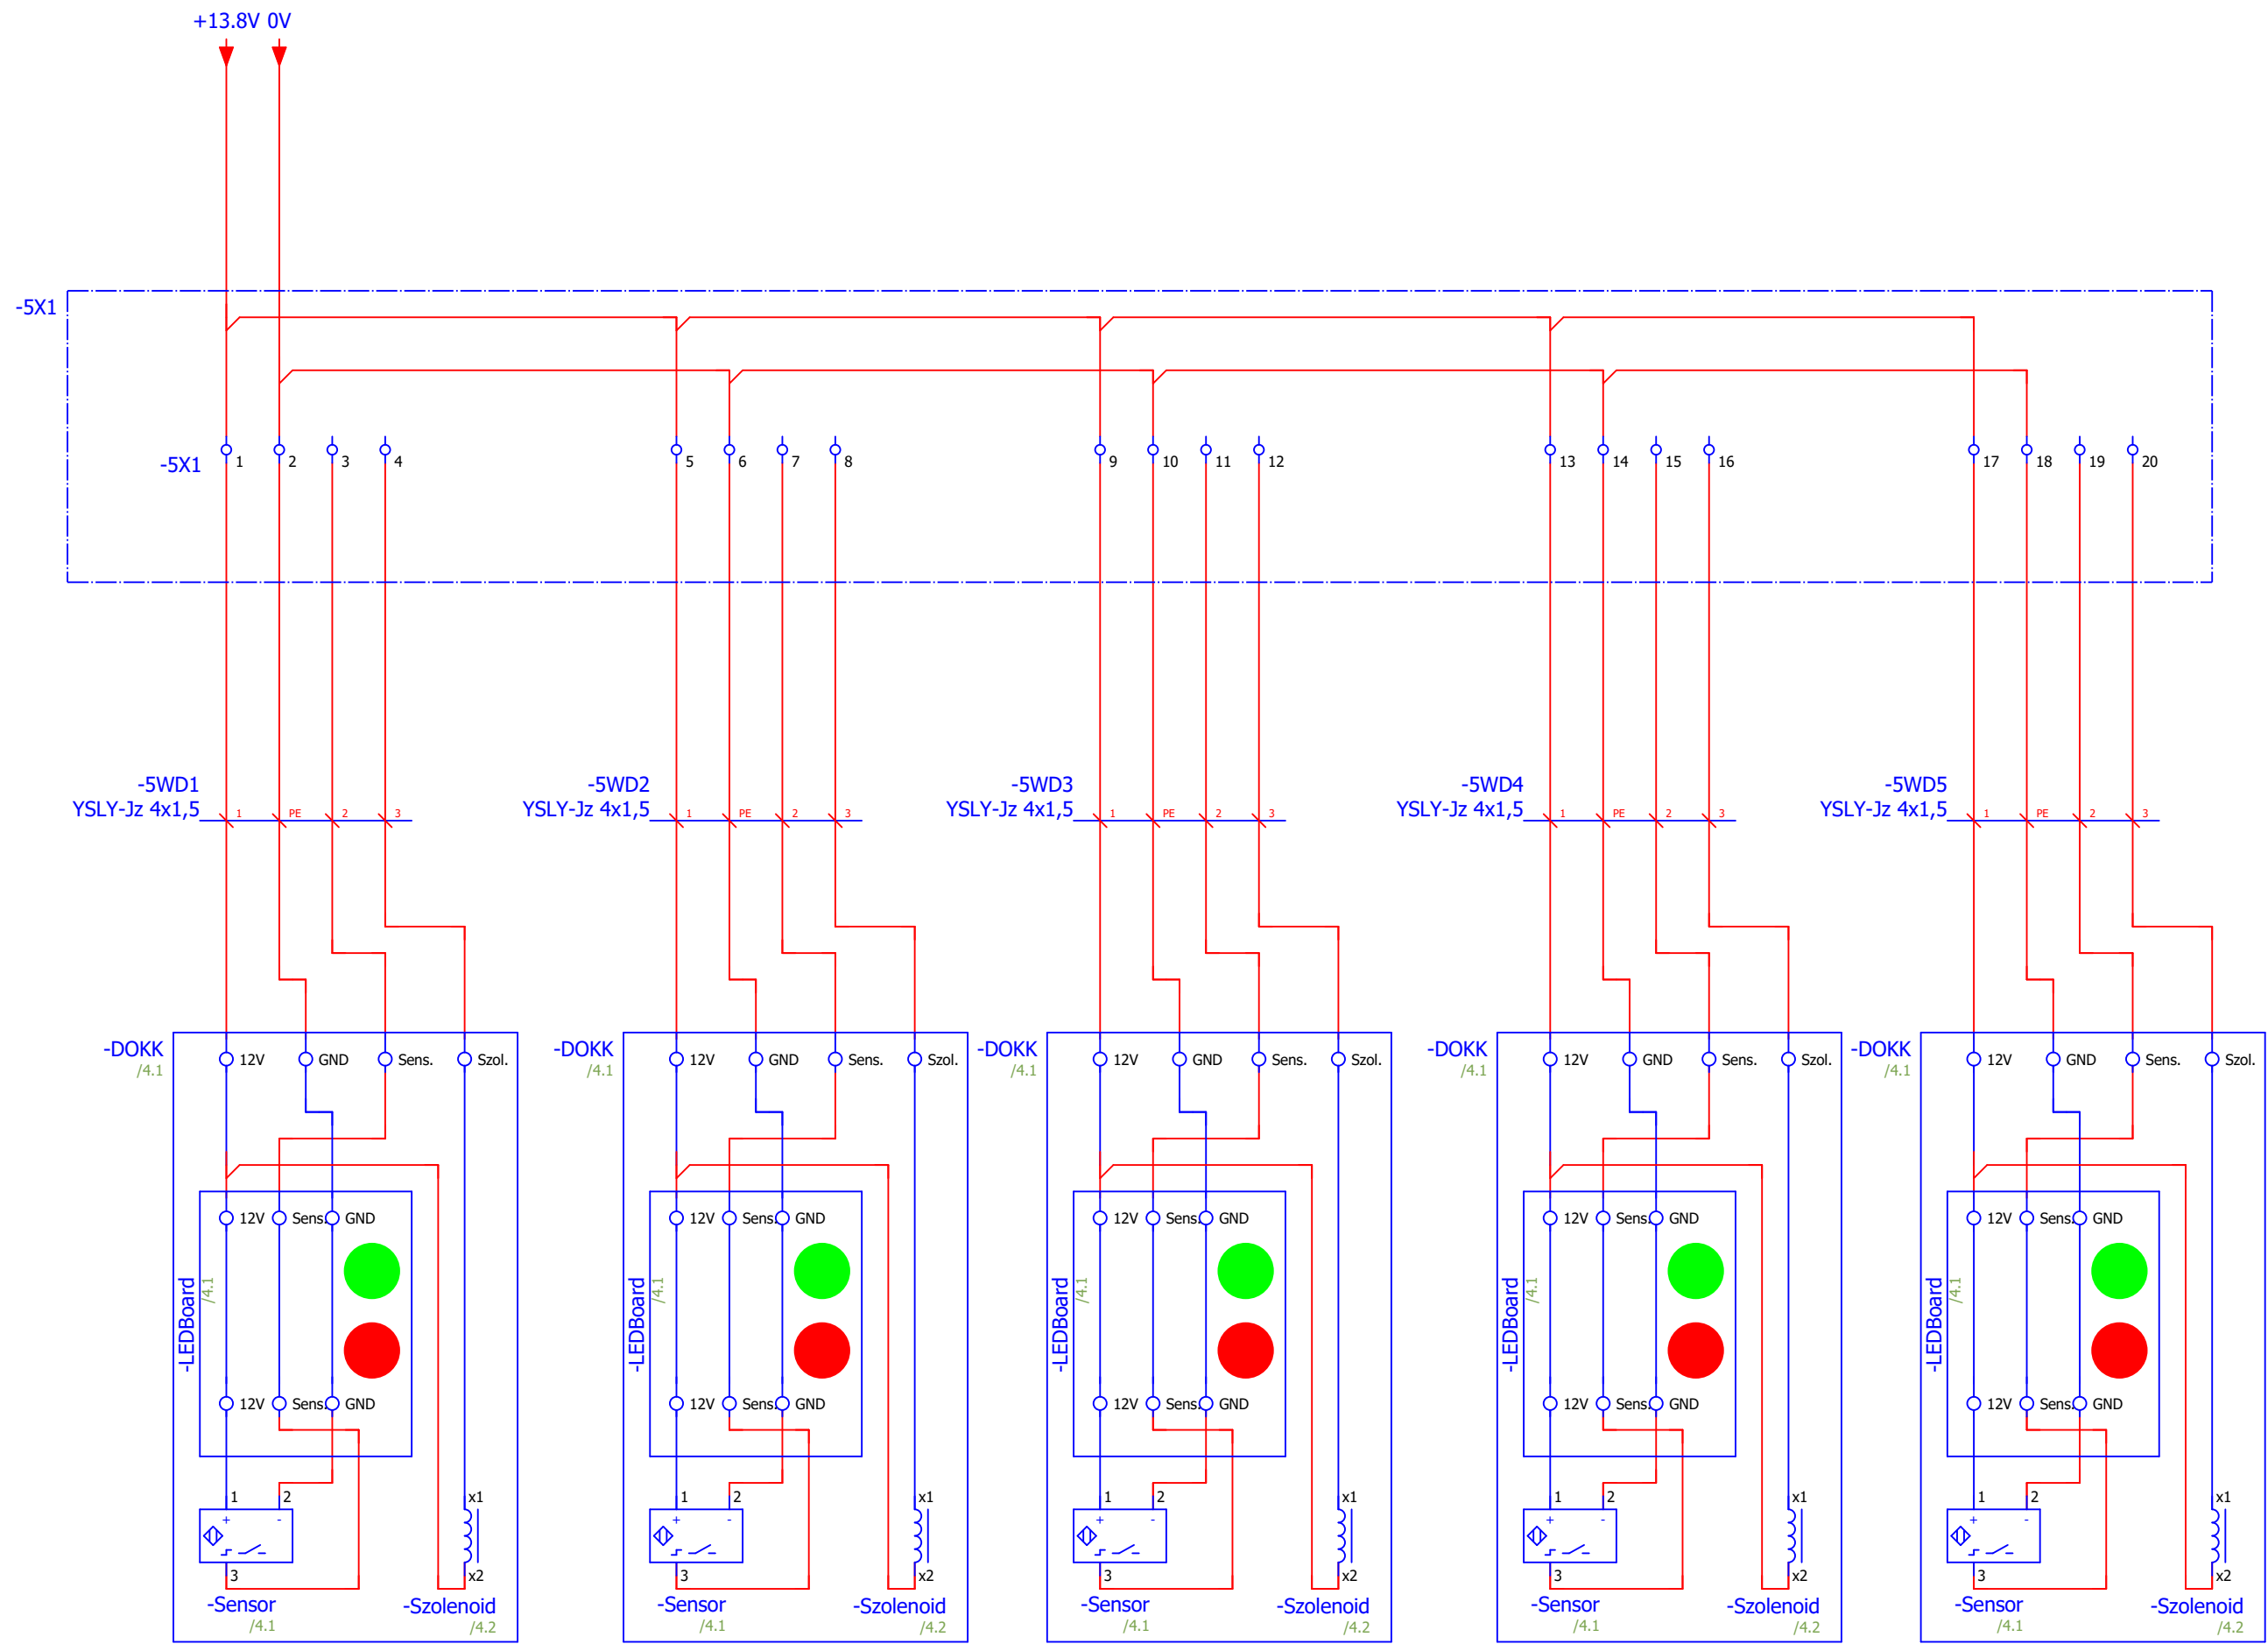 +13.8V 0V
-5X1
-5X1 1 2 3 4 5 6 7 8 9 10 11 12 13 14 15 16 17 18 19 20
-5WD1 -5WD2 -5WD3 -5WD4 -5WD5
YSLY-Jz 4x1,5 1 PE 2 3 YSLY-Jz 4x1,5 1 PE 2 3 YSLY-Jz 4x1,5 1 PE 2 3 YSLY-Jz 4x1,5 1 PE 2 3 YSLY-Jz 4x1,5 1 PE 2 3
-DOKK 12V GND Sens. Szol. -DOKK 12V GND Sens. Szol. -DOKK 12V GND Sens. Szol. -DOKK 12V GND Sens. Szol. -DOKK 12V GND Sens. Szol.
/4.1 /4.1 /4.1 /4.1 /4.1
12V Sens. GND 12V Sens. GND 12V Sens. GND 12V Sens. GND 12V Sens. GND
-LEDBoard /4.1 -LEDBoard /4.1 -LEDBoard /4.1 -LEDBoard /4.1 -LEDBoard /4.1
12V Sens. GND 12V Sens. GND 12V Sens. GND 12V Sens. GND 12V Sens. GND
1 2 x1 1 2 x1 1 2 x1 1 2 x1 1 2 x1
+ - + - + - + - + -
3 x2 3 x2 3 x2 3 x2 3 x2
-Sensor -Szolenoid -Sensor -Szolenoid -Sensor -Szolenoid -Sensor -Szolenoid -Sensor -Szolenoid
/4.1 /4.2 /4.1 /4.2 /4.1 /4.2 /4.1 /4.2 /4.1 /4.2